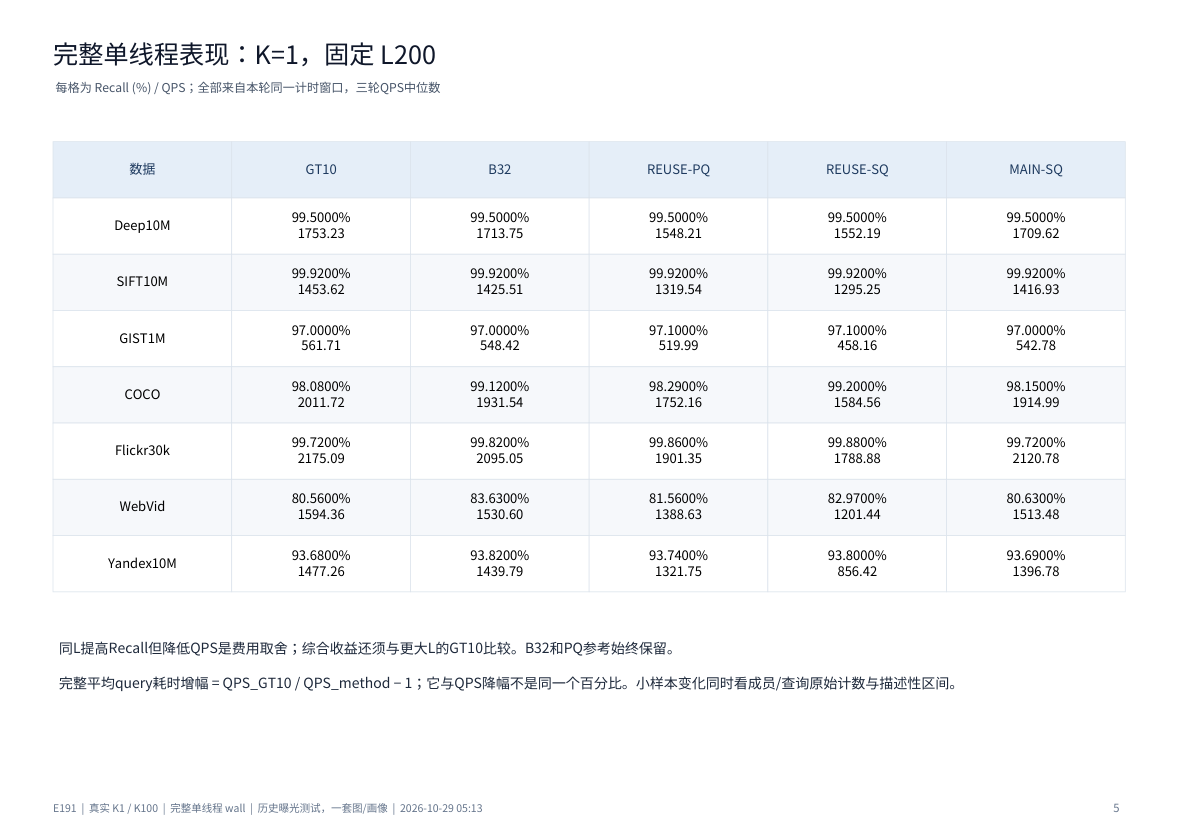 完整单线程表现：K=1，固定 L200
每格为 Recall (%) / QPS；全部来自本轮同一计时窗口，三轮QPS中位数
数据 GT10 B32 REUSE-PQ REUSE-SQ MAIN-SQ
Deep10M 99.5000% 99.5000% 99.5000% 99.5000% 99.5000%
1753.23 1713.75 1548.21 1552.19 1709.62
SIFT10M 99.9200% 99.9200% 99.9200% 99.9200% 99.9200%
1453.62 1425.51 1319.54 1295.25 1416.93
GIST1M 97.0000% 97.0000% 97.1000% 97.1000% 97.0000%
561.71 548.42 519.99 458.16 542.78
COCO 98.0800% 99.1200% 98.2900% 99.2000% 98.1500%
2011.72 1931.54 1752.16 1584.56 1914.99
Flickr30k 99.7200% 99.8200% 99.8600% 99.8800% 99.7200%
2175.09 2095.05 1901.35 1788.88 2120.78
WebVid 80.5600% 83.6300% 81.5600% 82.9700% 80.6300%
1594.36 1530.60 1388.63 1201.44 1513.48
Yandex10M 93.6800% 93.8200% 93.7400% 93.8000% 93.6900%
1477.26 1439.79 1321.75 856.42 1396.78
同L提高Recall但降低QPS是费用取舍；综合收益还须与更大L的GT10比较。B32和PQ参考始终保留。
完整平均query耗时增幅 = QPS_GT10 / QPS_method − 1；它与QPS降幅不是同一个百分比。小样本变化同时看成员/查询原始计数与描述性区间。
E191 | 真实 K1 / K100 | 完整单线程 wall | 历史曝光测试，一套图/画像 | 2026-10-29 05:13 5